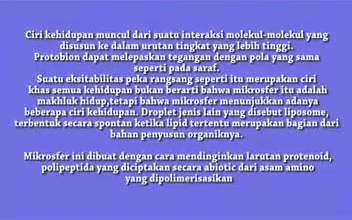 Ciri kehidupan muncul dari suatu interaksi molekul-molekul yang
disusun ke dalam urutan tingkat yang lebih tinggi.
Protobion dapat melepaskan tegangan dengan pola yang sama
seperti pada saraf.
Suatu eksitabilitas peka rangsang seperti itu merupakan ciri
khas semua kehidupan bukan berarti bahwa mikrosfer itu adalah
makhluk hidup,tetapi bahwa mikrosfer menunjukkan adanya
beberapa ciri kehidupan. Droplet jenis lain yang disebut liposome,
terbentuk secara spontan ketika lipid tertentu merupakan bagian dari
bahan penyusun organiknya.
Mikrosfer ini dibuat dengan cara mendinginkan larutan protenoid,
polipeptida yang diciptakan secara abiotic dari asam amino
yang dipolimerisasikan